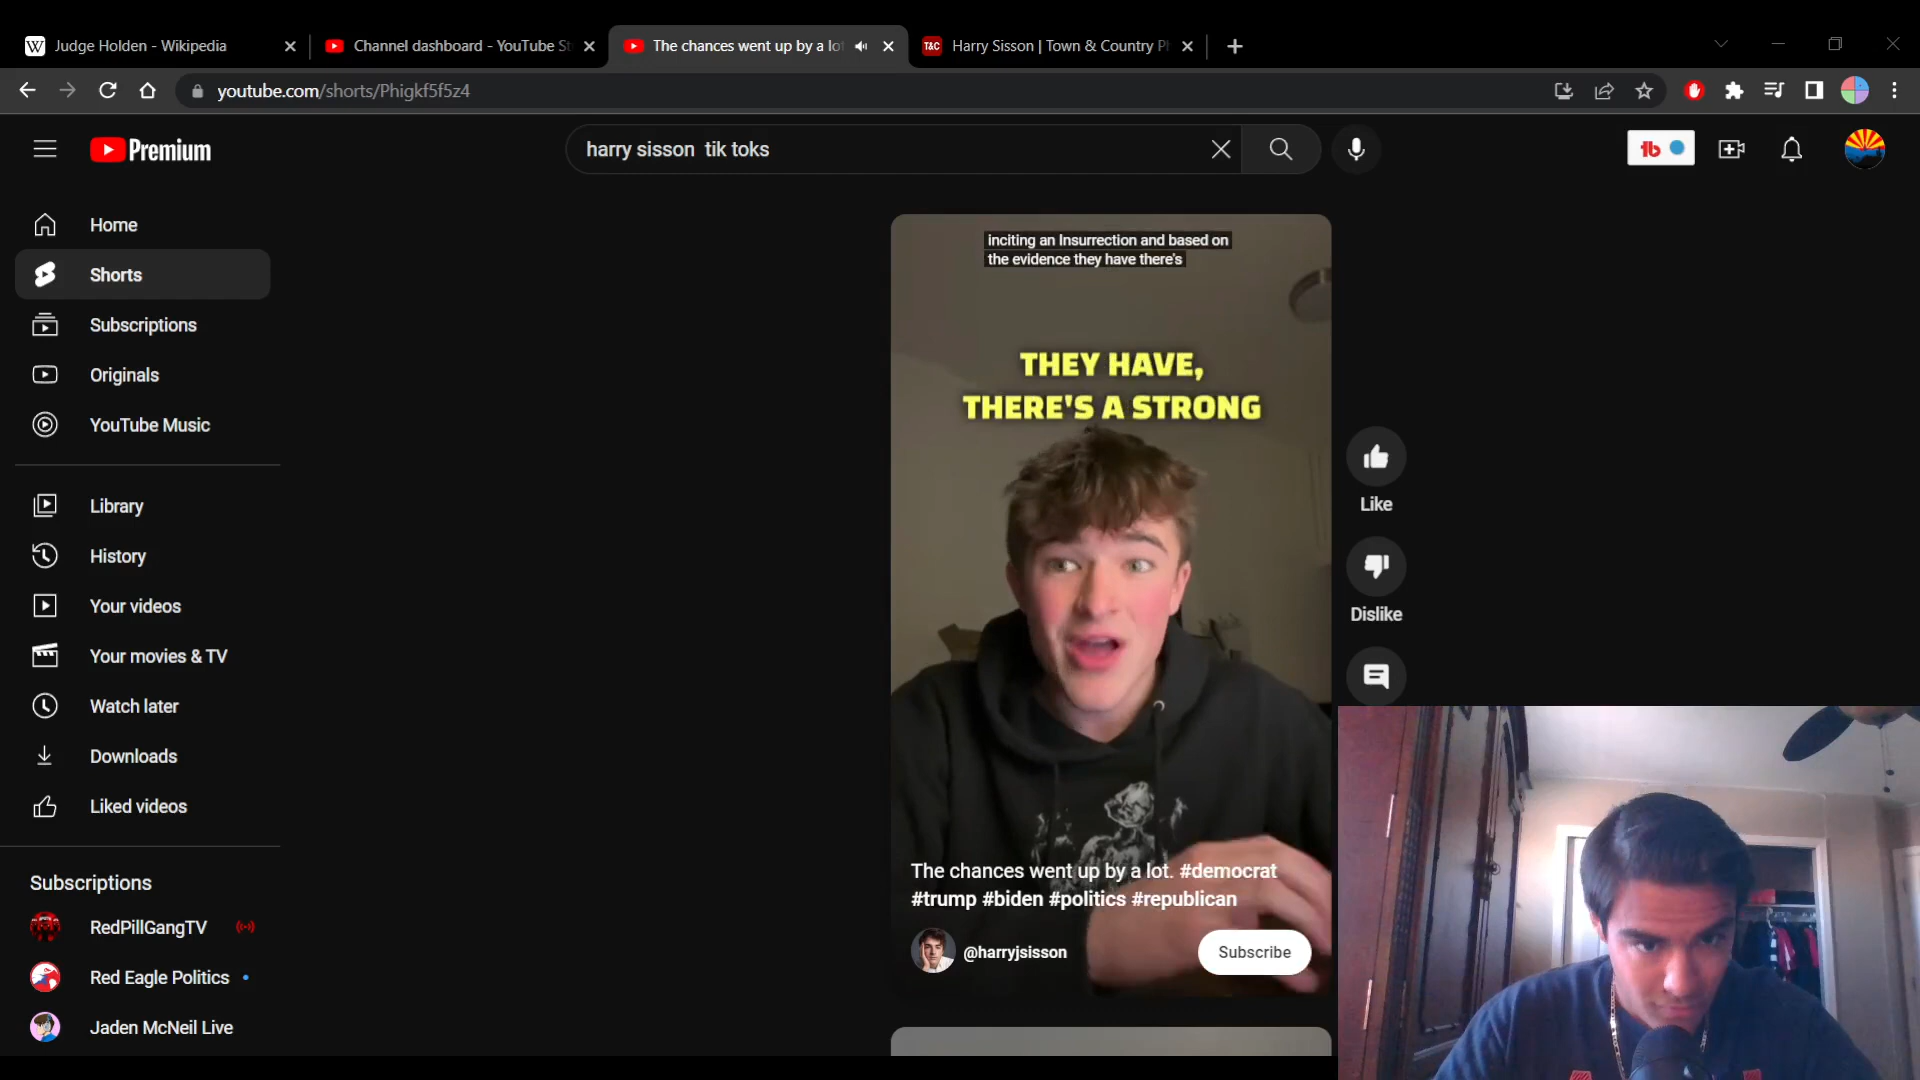 Judge Holden - Wikipedia
Channel dashboard - YouTube St
The chances went up by a lot
Harry Sisson | Town & Country Pl
youtube.com/shorts/Phigkf5f5z4
Premium
harry sisson tik toks
Home
Shorts
Subscriptions
Originals
YouTube Music
Library
History
Your videos
Your movies & TV
Watch later
Downloads
Liked videos
Subscriptions
RedPillGangTV
Red Eagle Politics
Jaden McNeil Live
inciting an Insurrection and based on
the evidence they have there's
THEY HAVE,
THERE'S A STRONG
The chances went up by a lot. #democrat
#trump #biden #politics #republican
@harryjsisson
Subscribe
Like
Dislike